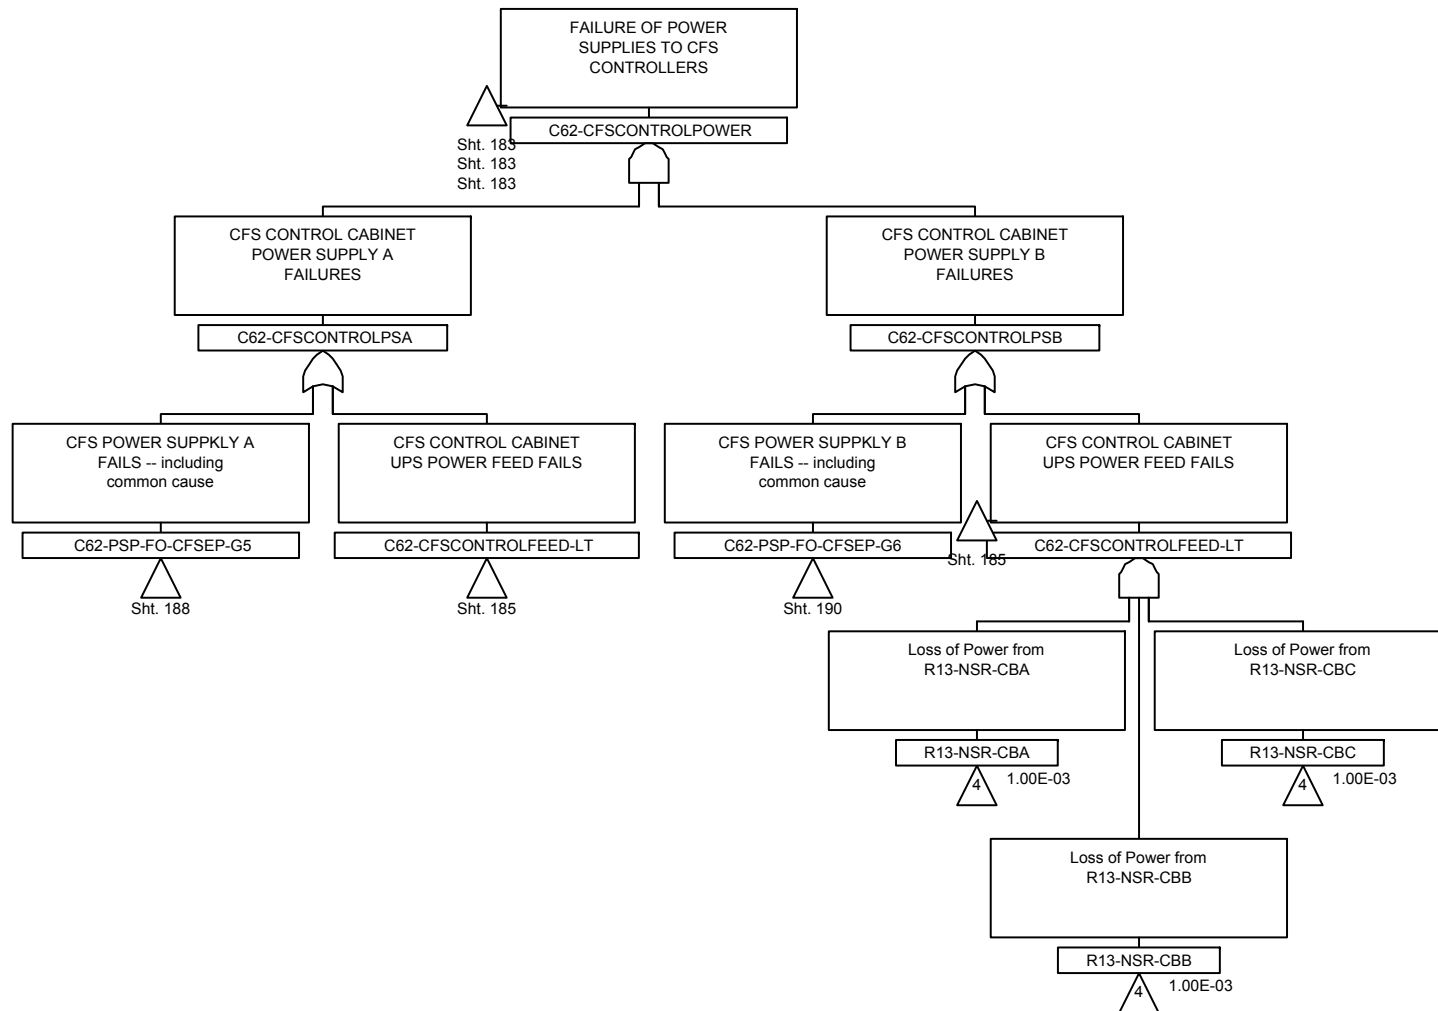 FAILURE OF POWER
SUPPLIES TO CFS
CONTROLLERS
C62-CFSCONTROLPOWER
Sht. 183
Sht. 183
Sht. 183
CFS CONTROL CABINET
POWER SUPPLY A
FAILURES
C62-CFSCONTROLPSA
CFS CONTROL CABINET
POWER SUPPLY B
FAILURES
C62-CFSCONTROLPSB
CFS POWER SUPPKLY A
FAILS -- including
common cause
C62-PSP-FO-CFSEP-G5
Sht. 188
CFS CONTROL CABINET
UPS POWER FEED FAILS
C62-CFSCONTROLFEED-LT
Sht. 185
CFS POWER SUPPKLY B
FAILS -- including
common cause
C62-PSP-FO-CFSEP-G6
Sht. 190
CFS CONTROL CABINET
UPS POWER FEED FAILS
C62-CFSCONTROLFEED-LT
Sht. 185
Loss of Power from
R13-NSR-CBA
R13-NSR-CBA
4
1.00E-03
Loss of Power from
R13-NSR-CBC
R13-NSR-CBC
4
1.00E-03
Loss of Power from
R13-NSR-CBB
R13-NSR-CBB
4
1.00E-03